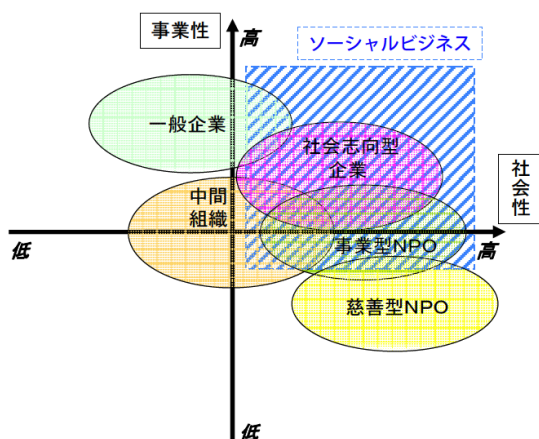 事業性
高
ソーシャルビジネス
一般企業
社会志向型
企業
社会性
中間
組織
低
事業型NPO
高
慈善型NPO
低